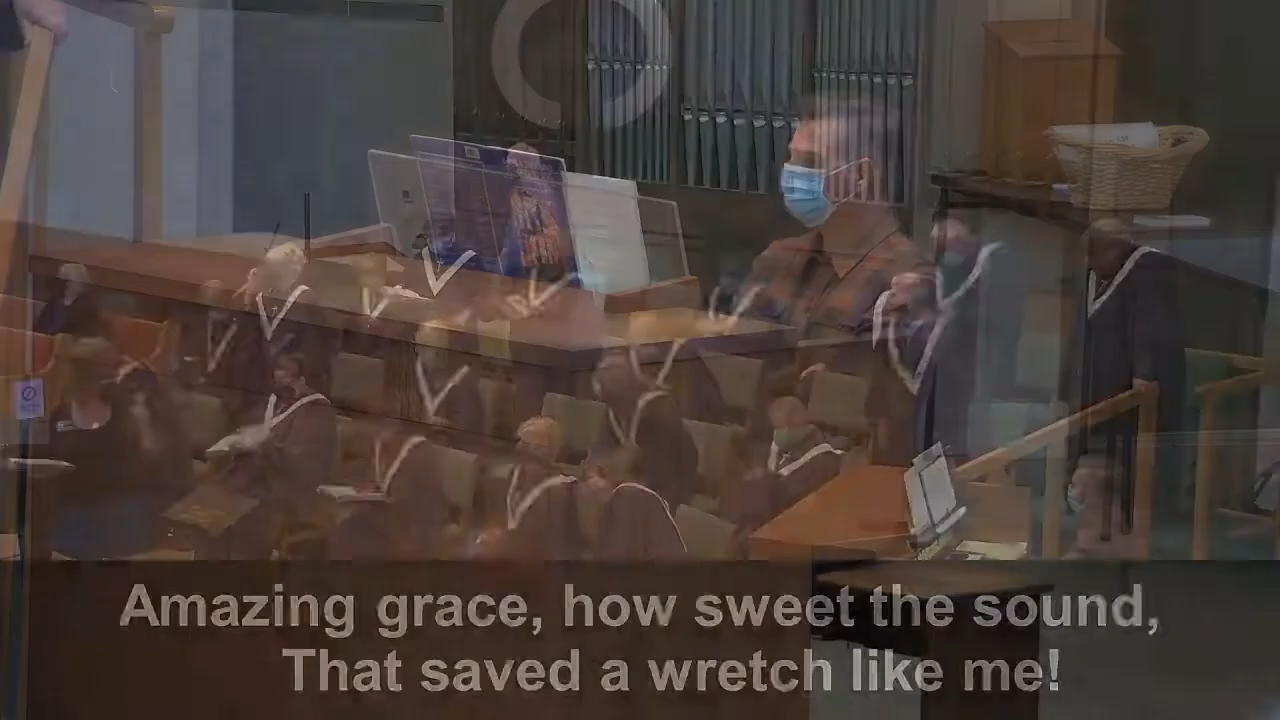 Amazing grace, how sweet the sound,
That saved a wretch like me!